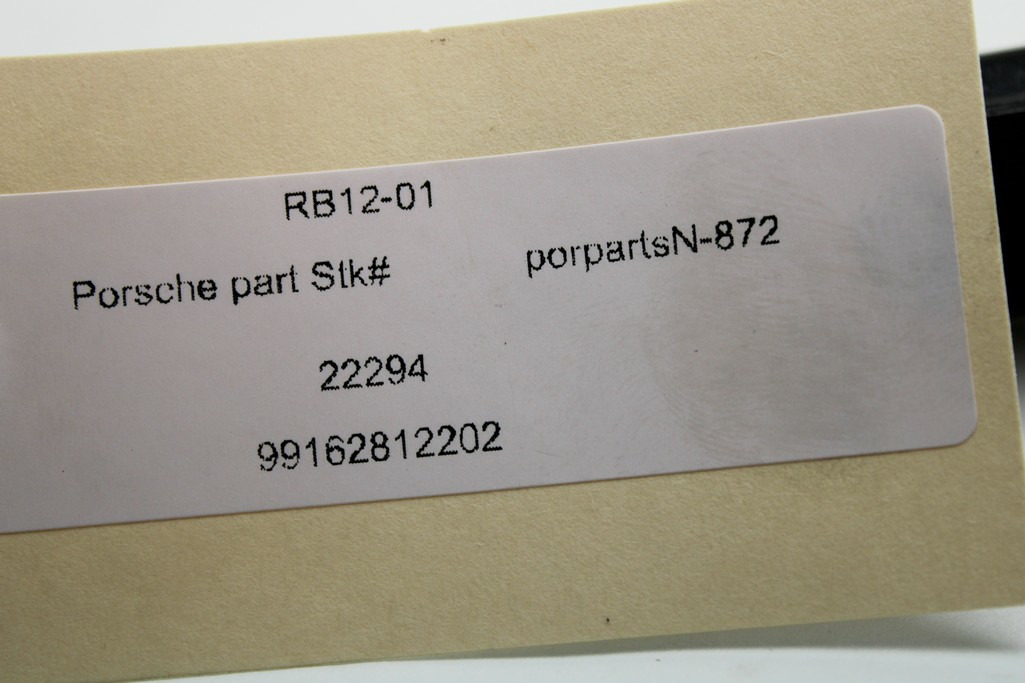 RB12-01
Porsche part Stk# porpartsN-872
22294
99162812202